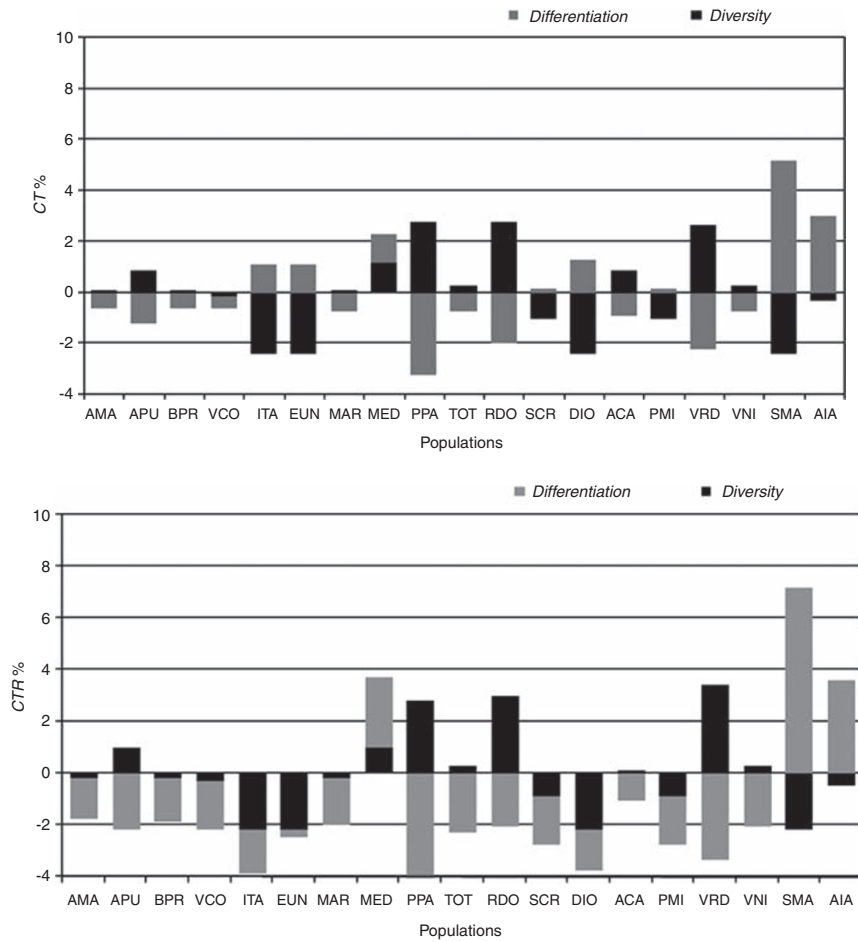 Differentiation Diversity
10
8
6
4
2
0
-2
-4
CT%
AMA APU BPR VCO ITA EUN MAR MED PPA TOT RDO SCR DIO ACA PMI VRD VNI SMA AIA
Populations
Differentiation Diversity
10
8
6
4
2
0
-2
-4
CTR%
AMA APU BPR VCO ITA EUN MAR MED PPA TOT RDO SCR DIO ACA PMI VRD VNI SMA AIA
Populations